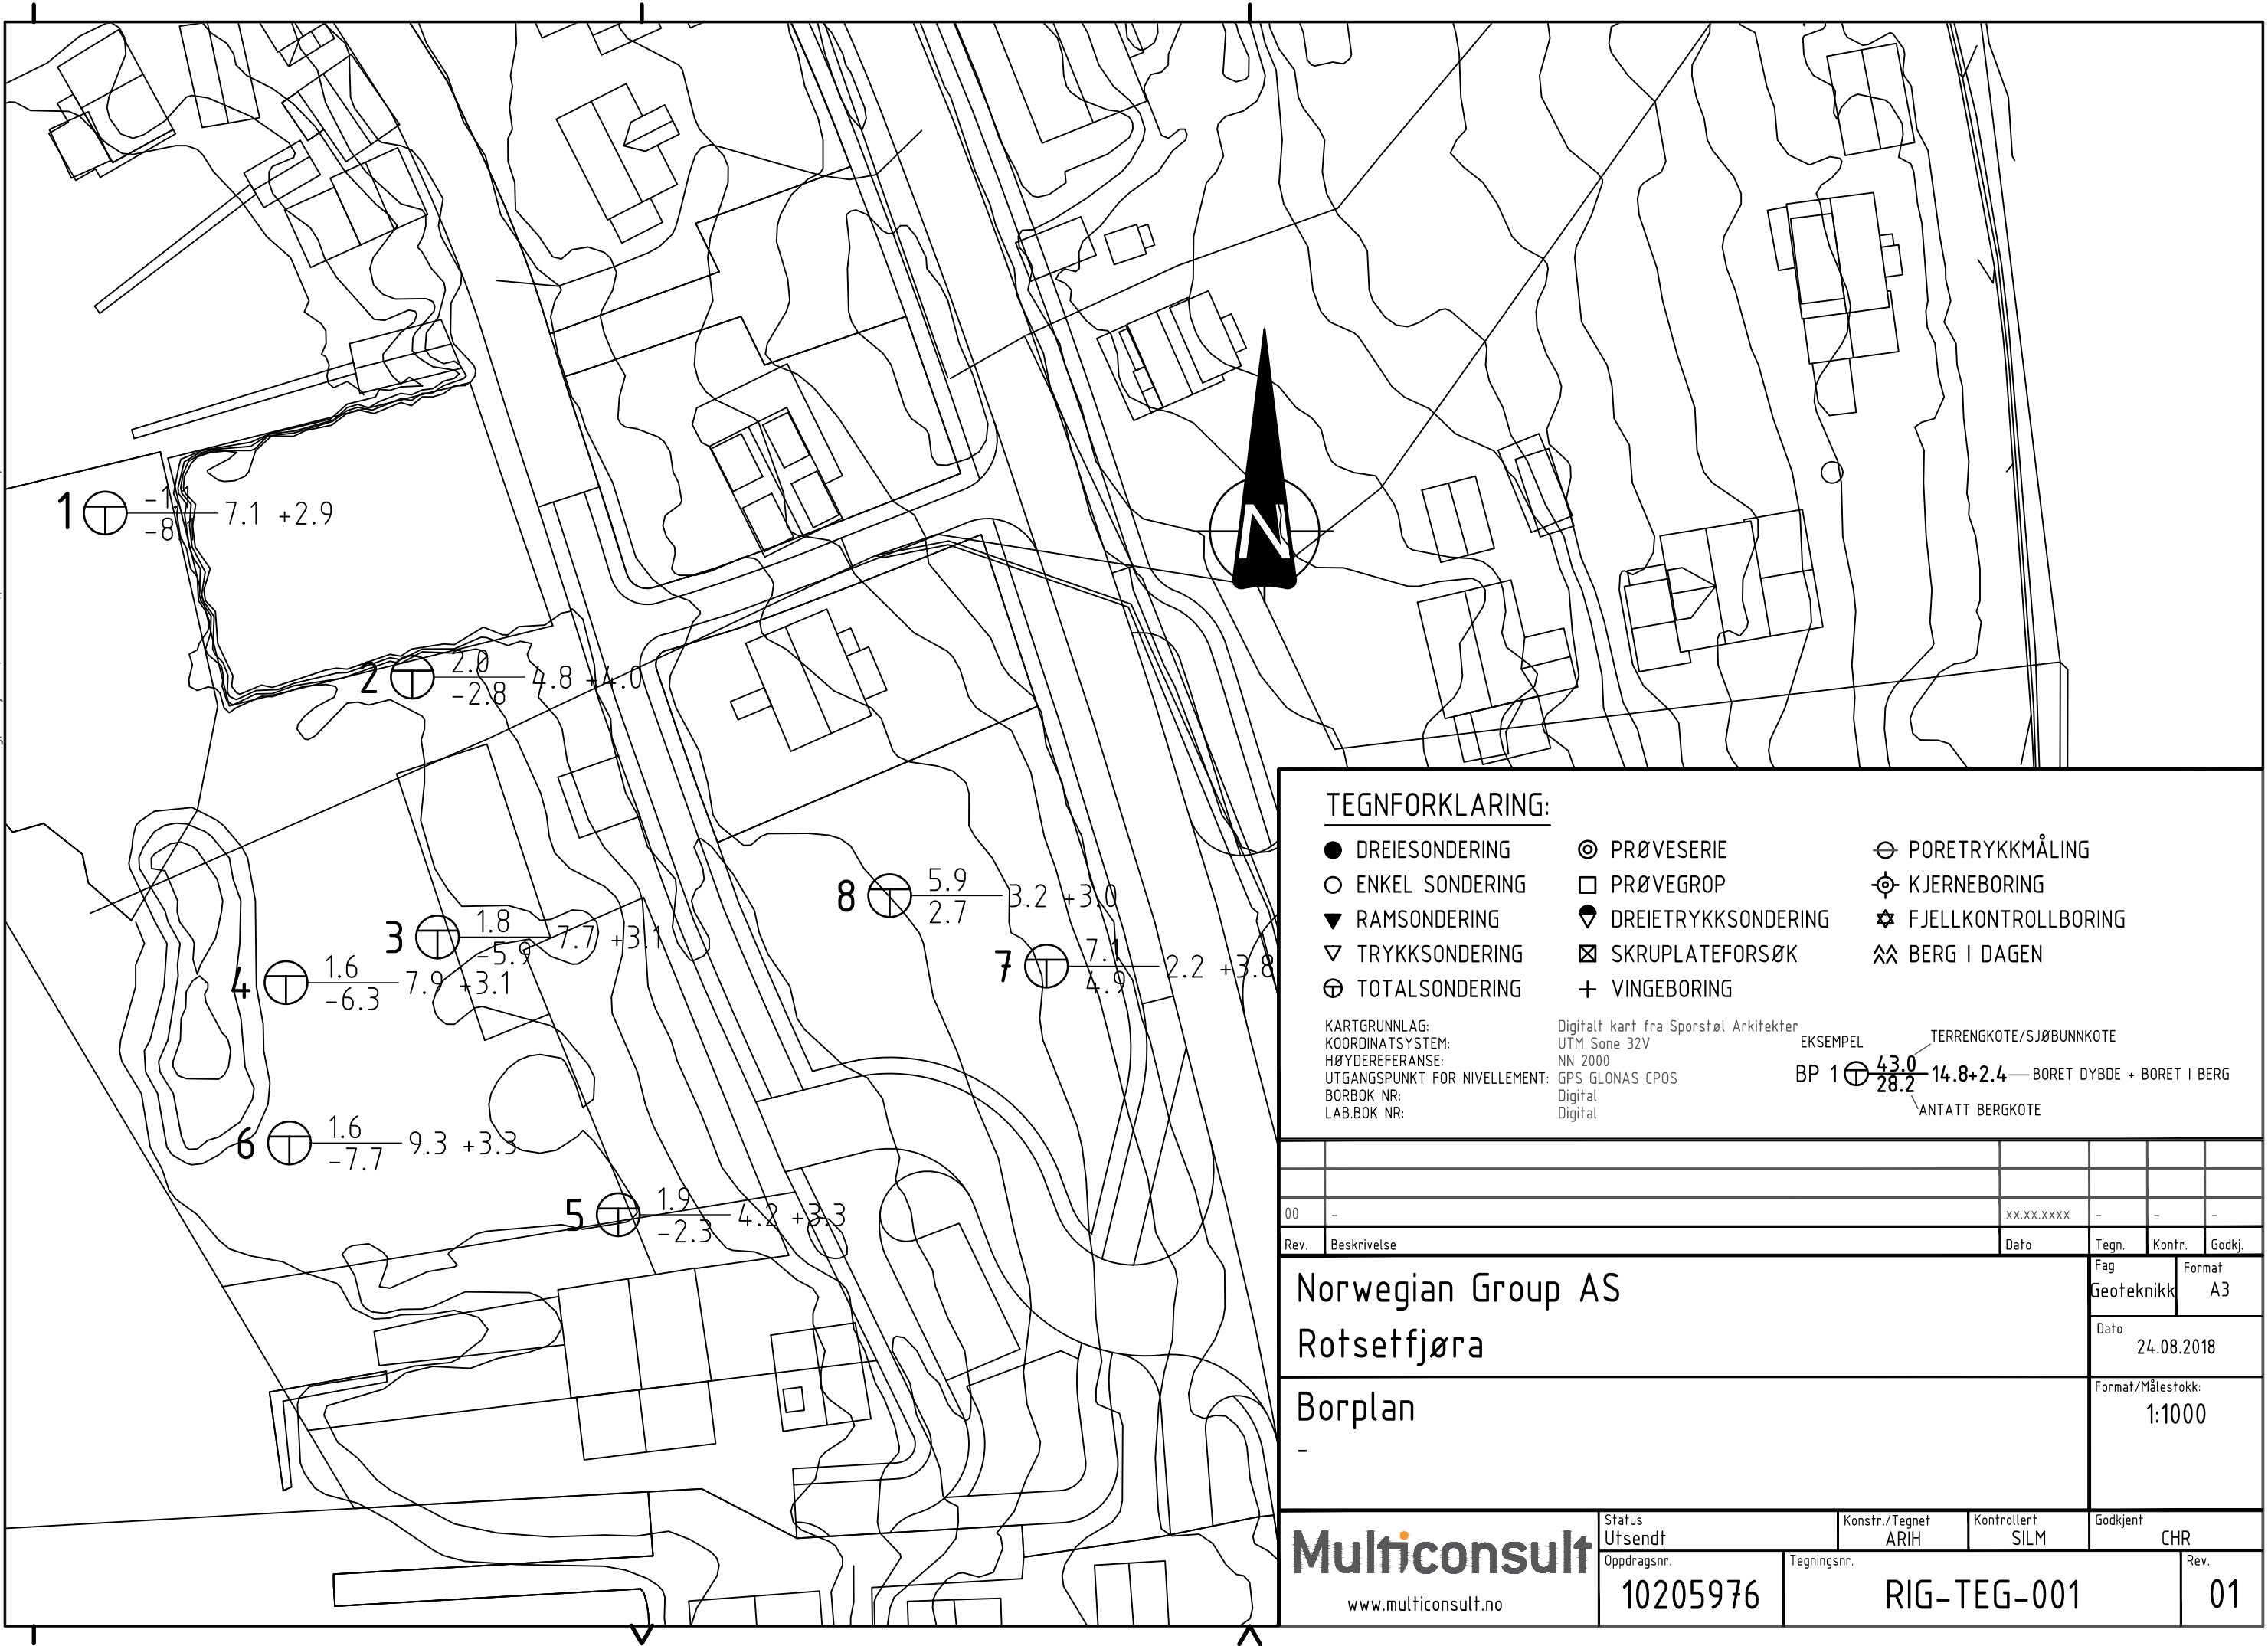 1 7.1 +2.9
2 2.0 4.8 +4.0
-2.8
8 5.9 3.2 +3.0
2.7
3 1.8 7.7 +3.1
-5.9
7 7.1 2.2 +3.8
4.9
4 1.6 7.9 +3.1
-6.3
6 1.6 9.3 +3.3
-7.7
5 1.9 4.2 +3.3
-2.3
N
TEGNFORKLARING:
DREIESONDERING PRØVESERIE PORETRYKKMÅLING
ENKEL SONDERING PRØVEGROP KJERNEBORING
RAMSONDERING DREIETRYKKSONDERING FJELLKONTROLLBORING
TRYKKSONDERING SKRUPLATEFORSØK BERG I DAGEN
TOTALSONDERING VINGEBORING
KARTGRUNNLAG: Digitalt kart fra Sporstøl Arkitekter
KOORDINATSYSTEM: UTM Sone 32V
HØYDEREFERANSE: NN 2000
UTGANGSPUNKT FOR NIVELLEMENT: GPS GLONAS CPOS
BORBOK NR: Digital
LAB.BOK NR: Digital
EKSEMPEL
TERRENGKOTE/SJØBUNNKOTE
BP 1 43.0 14.8+2.4 BORET DYBDE + BORET I BERG
28.2
ANTATT BERGKOTE
00 - xx.xx.xxxx - - -
Rev. Beskrivelse Dato Tegn. Kontr. Godkj.
Norwegian Group AS
Rotsetfjøra
Fag Format
Geoteknikk A3
Dato
24.08.2018
Borplan
-
Format/Målestokk:
1:1000
Multiconsult
www.multiconsult.no
Status Konstr./Tegnet Kontrollert Godkjent
Utsendt ARIH SILM CHR
Oppdragsnr. Tegningsnr. Rev.
10205976 RIG-TEG-001 01